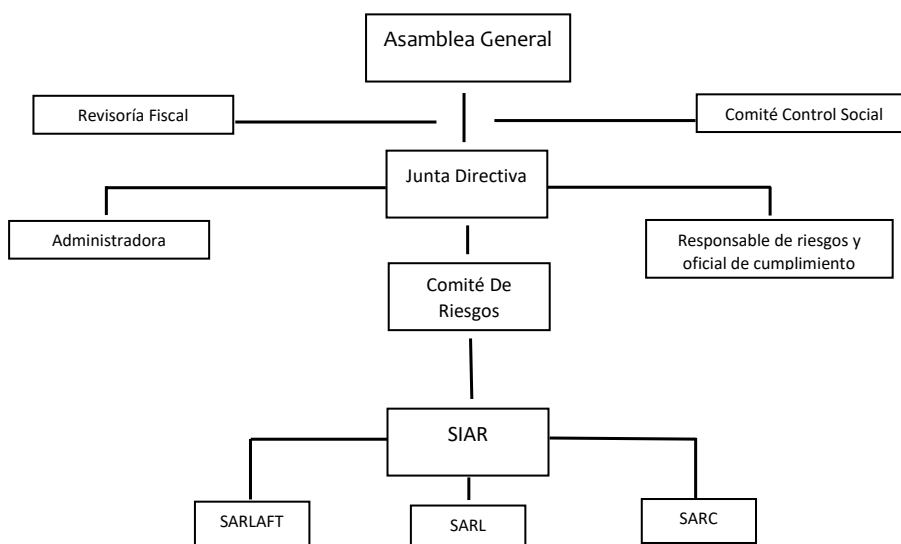 Asamblea General
Revisoría Fiscal
Comité Control Social
Junta Directiva
Administradora
Responsable de riesgos y
oficial de cumplimiento
Comité De
Riesgos
SIAR
SARLAFT
SARL
SARC